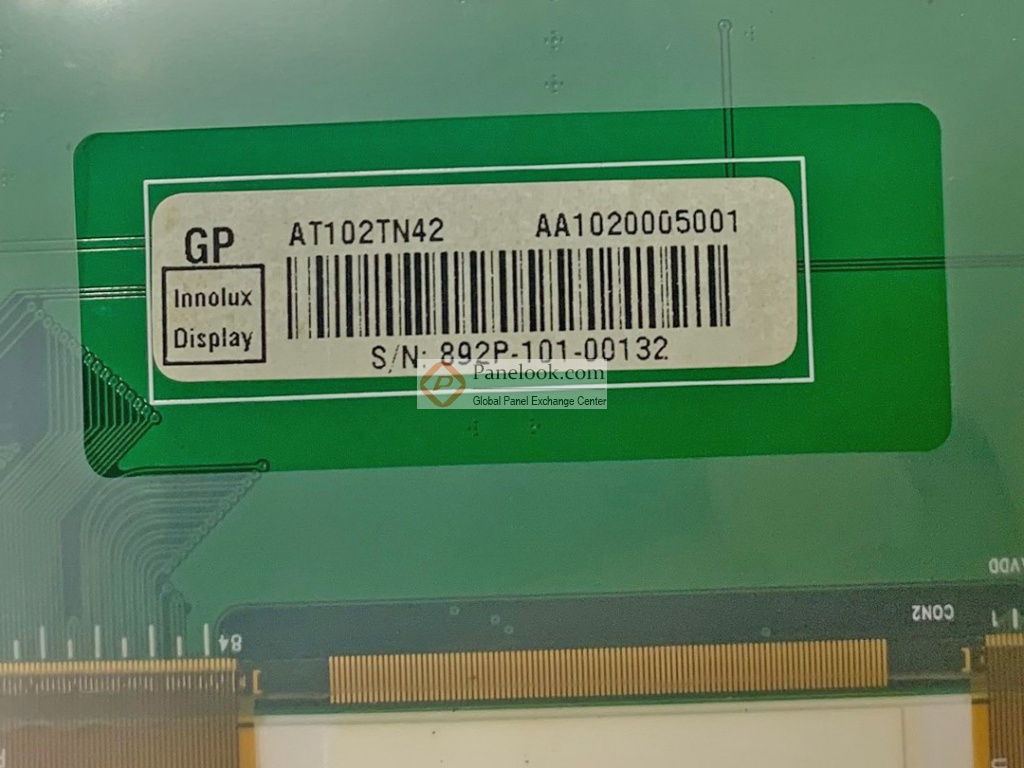 GP
AT102TN42
AA1020005001
Innolux
Display
S/N: 892P-101-00132
Panelook.com
Global Panel Exchange Center
VDD
CON2
1
84